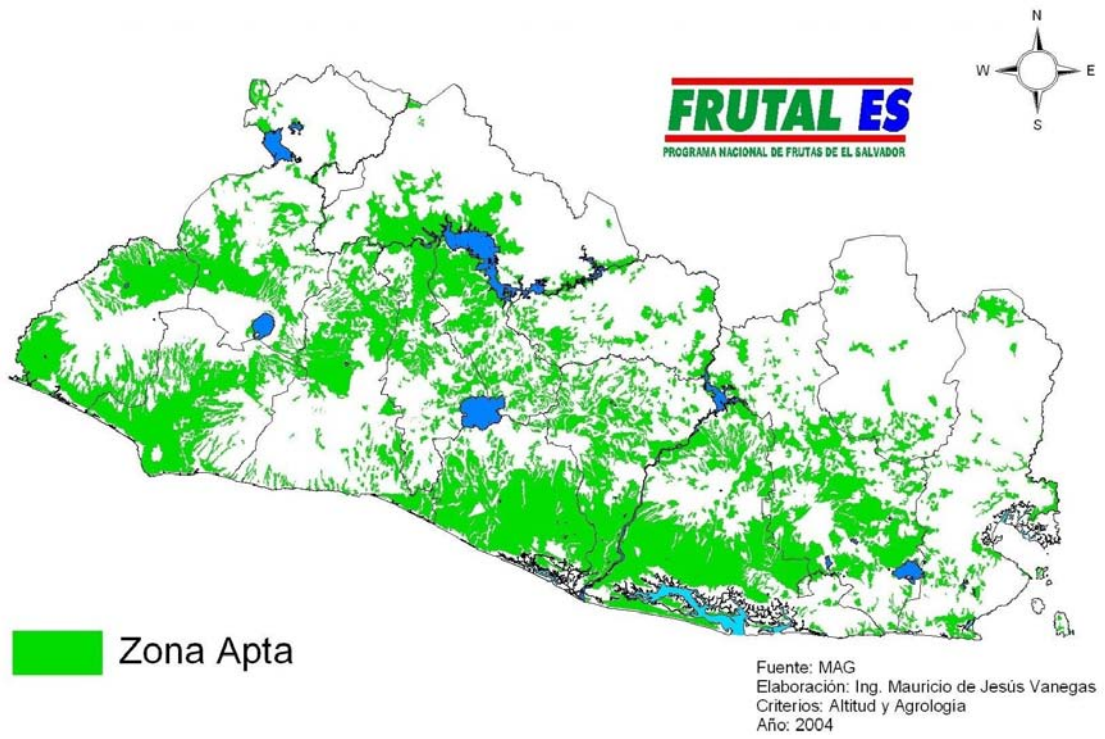 N
W E
S
FRUTAL ES
PROGRAMA NACIONAL DE FRUTAS DE EL SALVADOR
Zona Apta
Fuente: MAG
Elaboración: Ing. Mauricio de Jesús Vanegas
Criterios: Altitud y Agrologia
Año: 2004